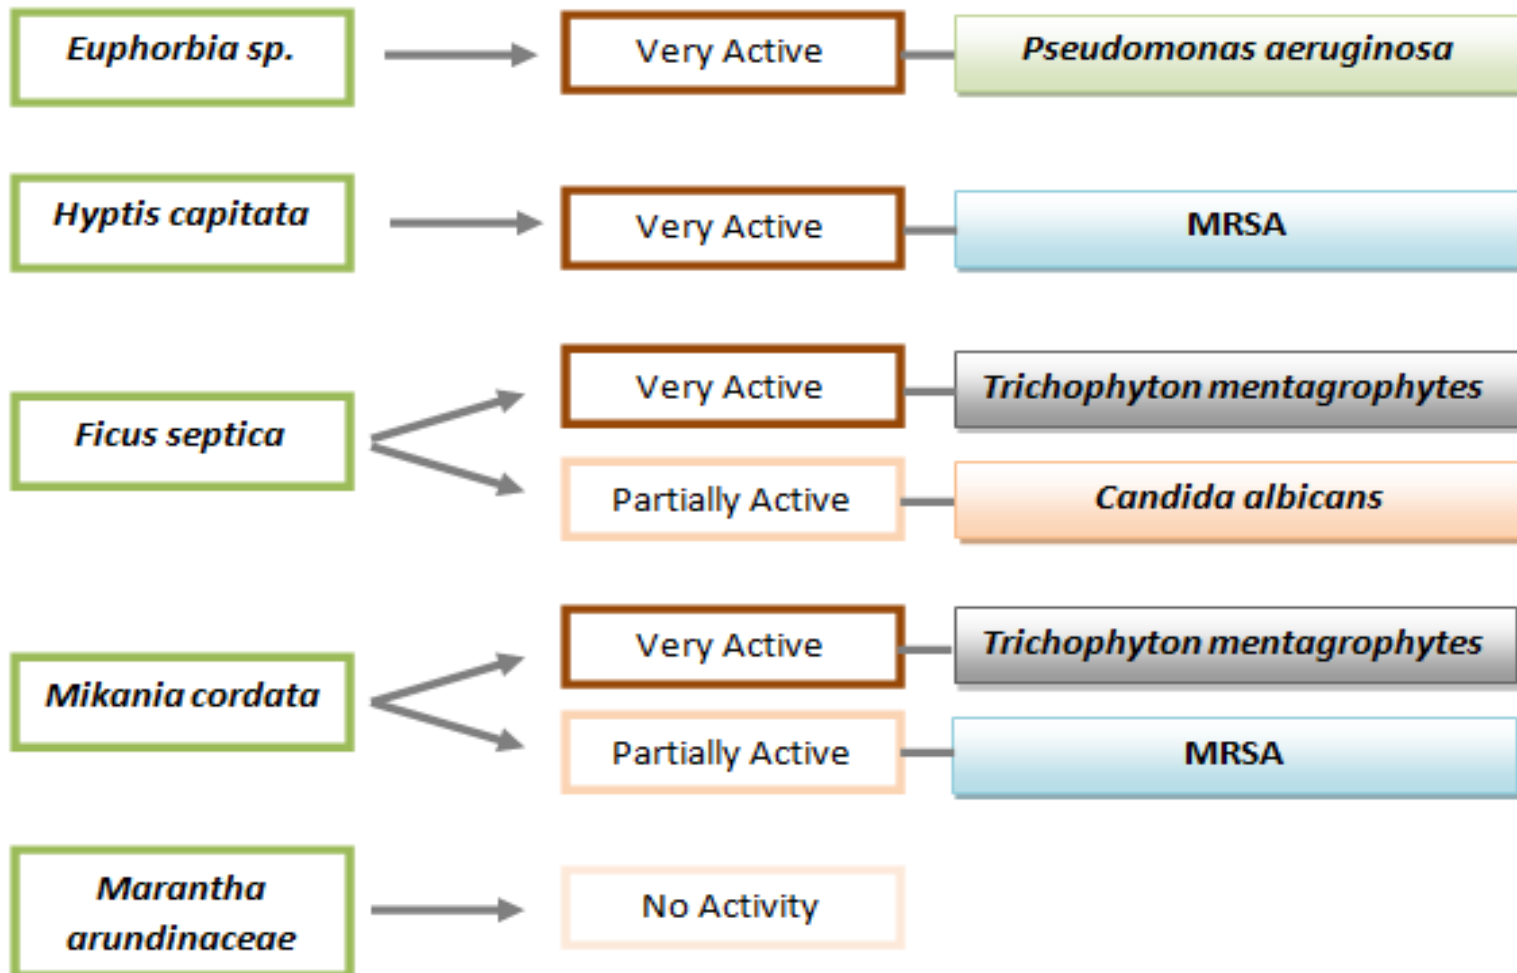 Euphorbia sp.
Very Active
Pseudomonas aeruginosa
Hyptis capitata
Very Active
MRSA
Ficus septica
Very Active
Trichophyton mentagrophytes
Partially Active
Candida albicans
Mikania cordata
Very Active
Trichophyton mentagrophytes
Partially Active
MRSA
Marantha
arundinaceae
No Activity